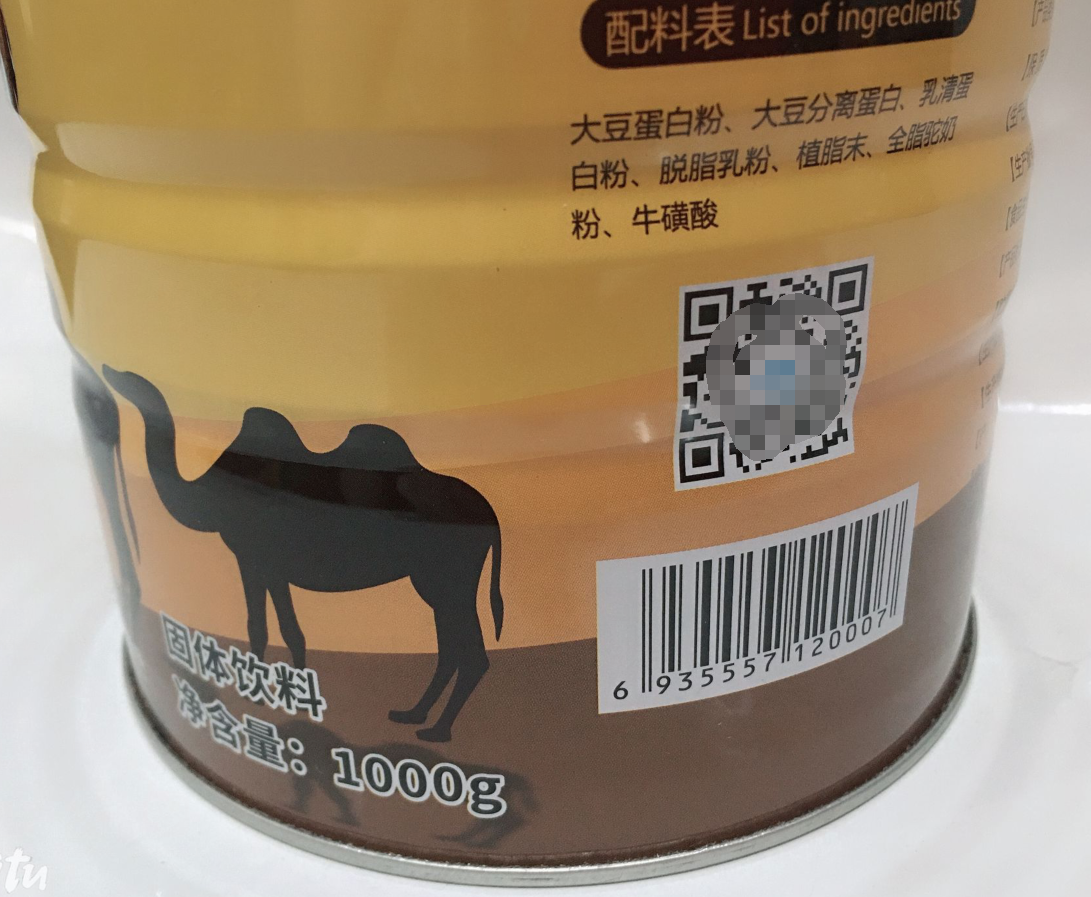 配料表 List of ingredients
大豆蛋白粉、大豆分离蛋白、乳清蛋
白粉、脱脂乳粉、植脂末、全脂驼奶
粉、牛磺酸
6 935557 120007
固体饮料
净含量：1000g